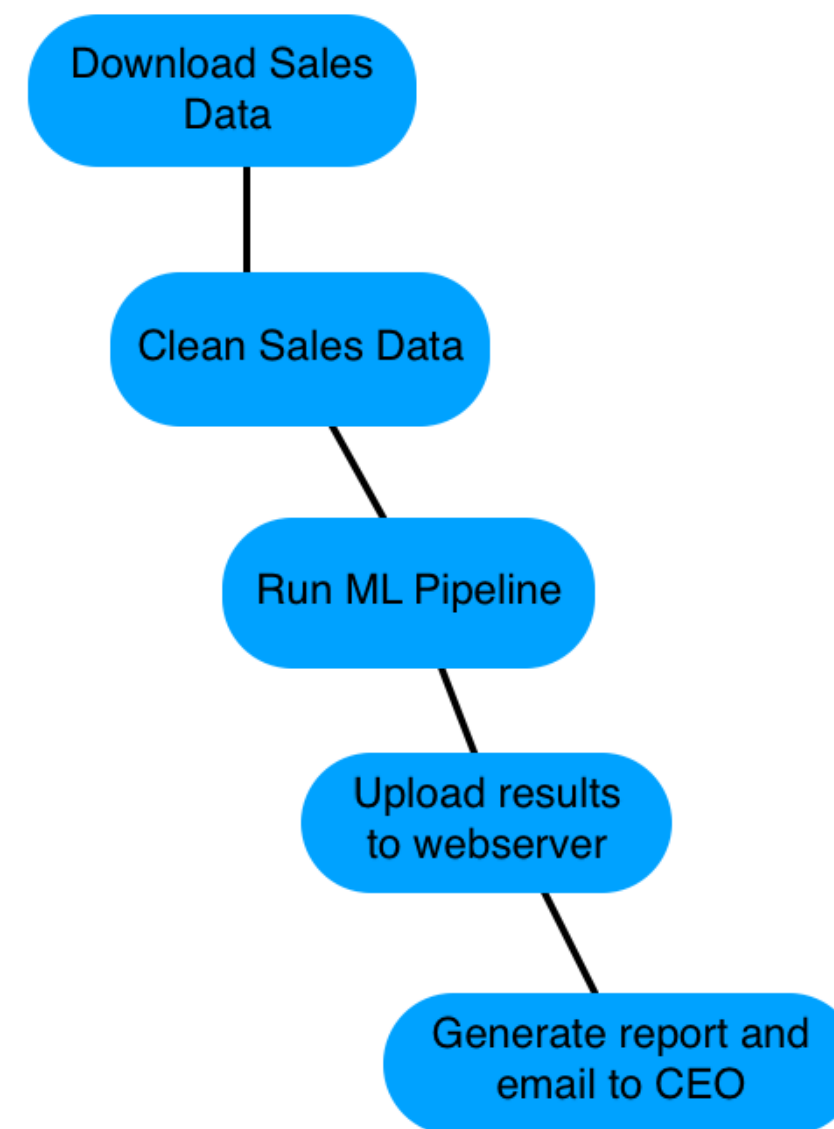 Download Sales
Data
Clean Sales Data
Run ML Pipeline
Upload results
to webserver
Generate report and
email to CEO